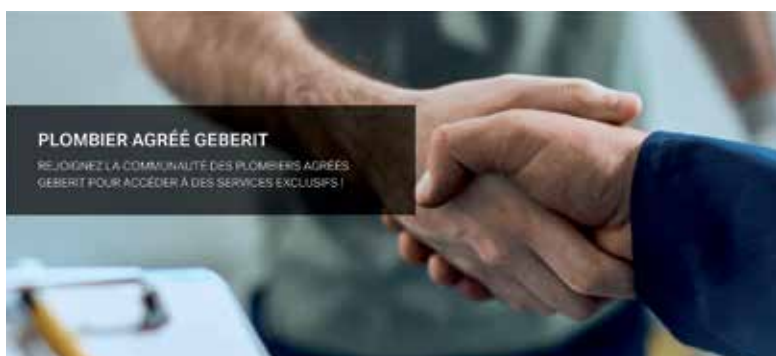 PLOMBIER AGRÉÉ GEBERIT
REJOIGNEZ LA COMMUNAUTÉ DES PLOMBIERS AGRÉÉS
GEBERIT POUR ACCÉDER À DES SERVICES EXCLUSIFS !